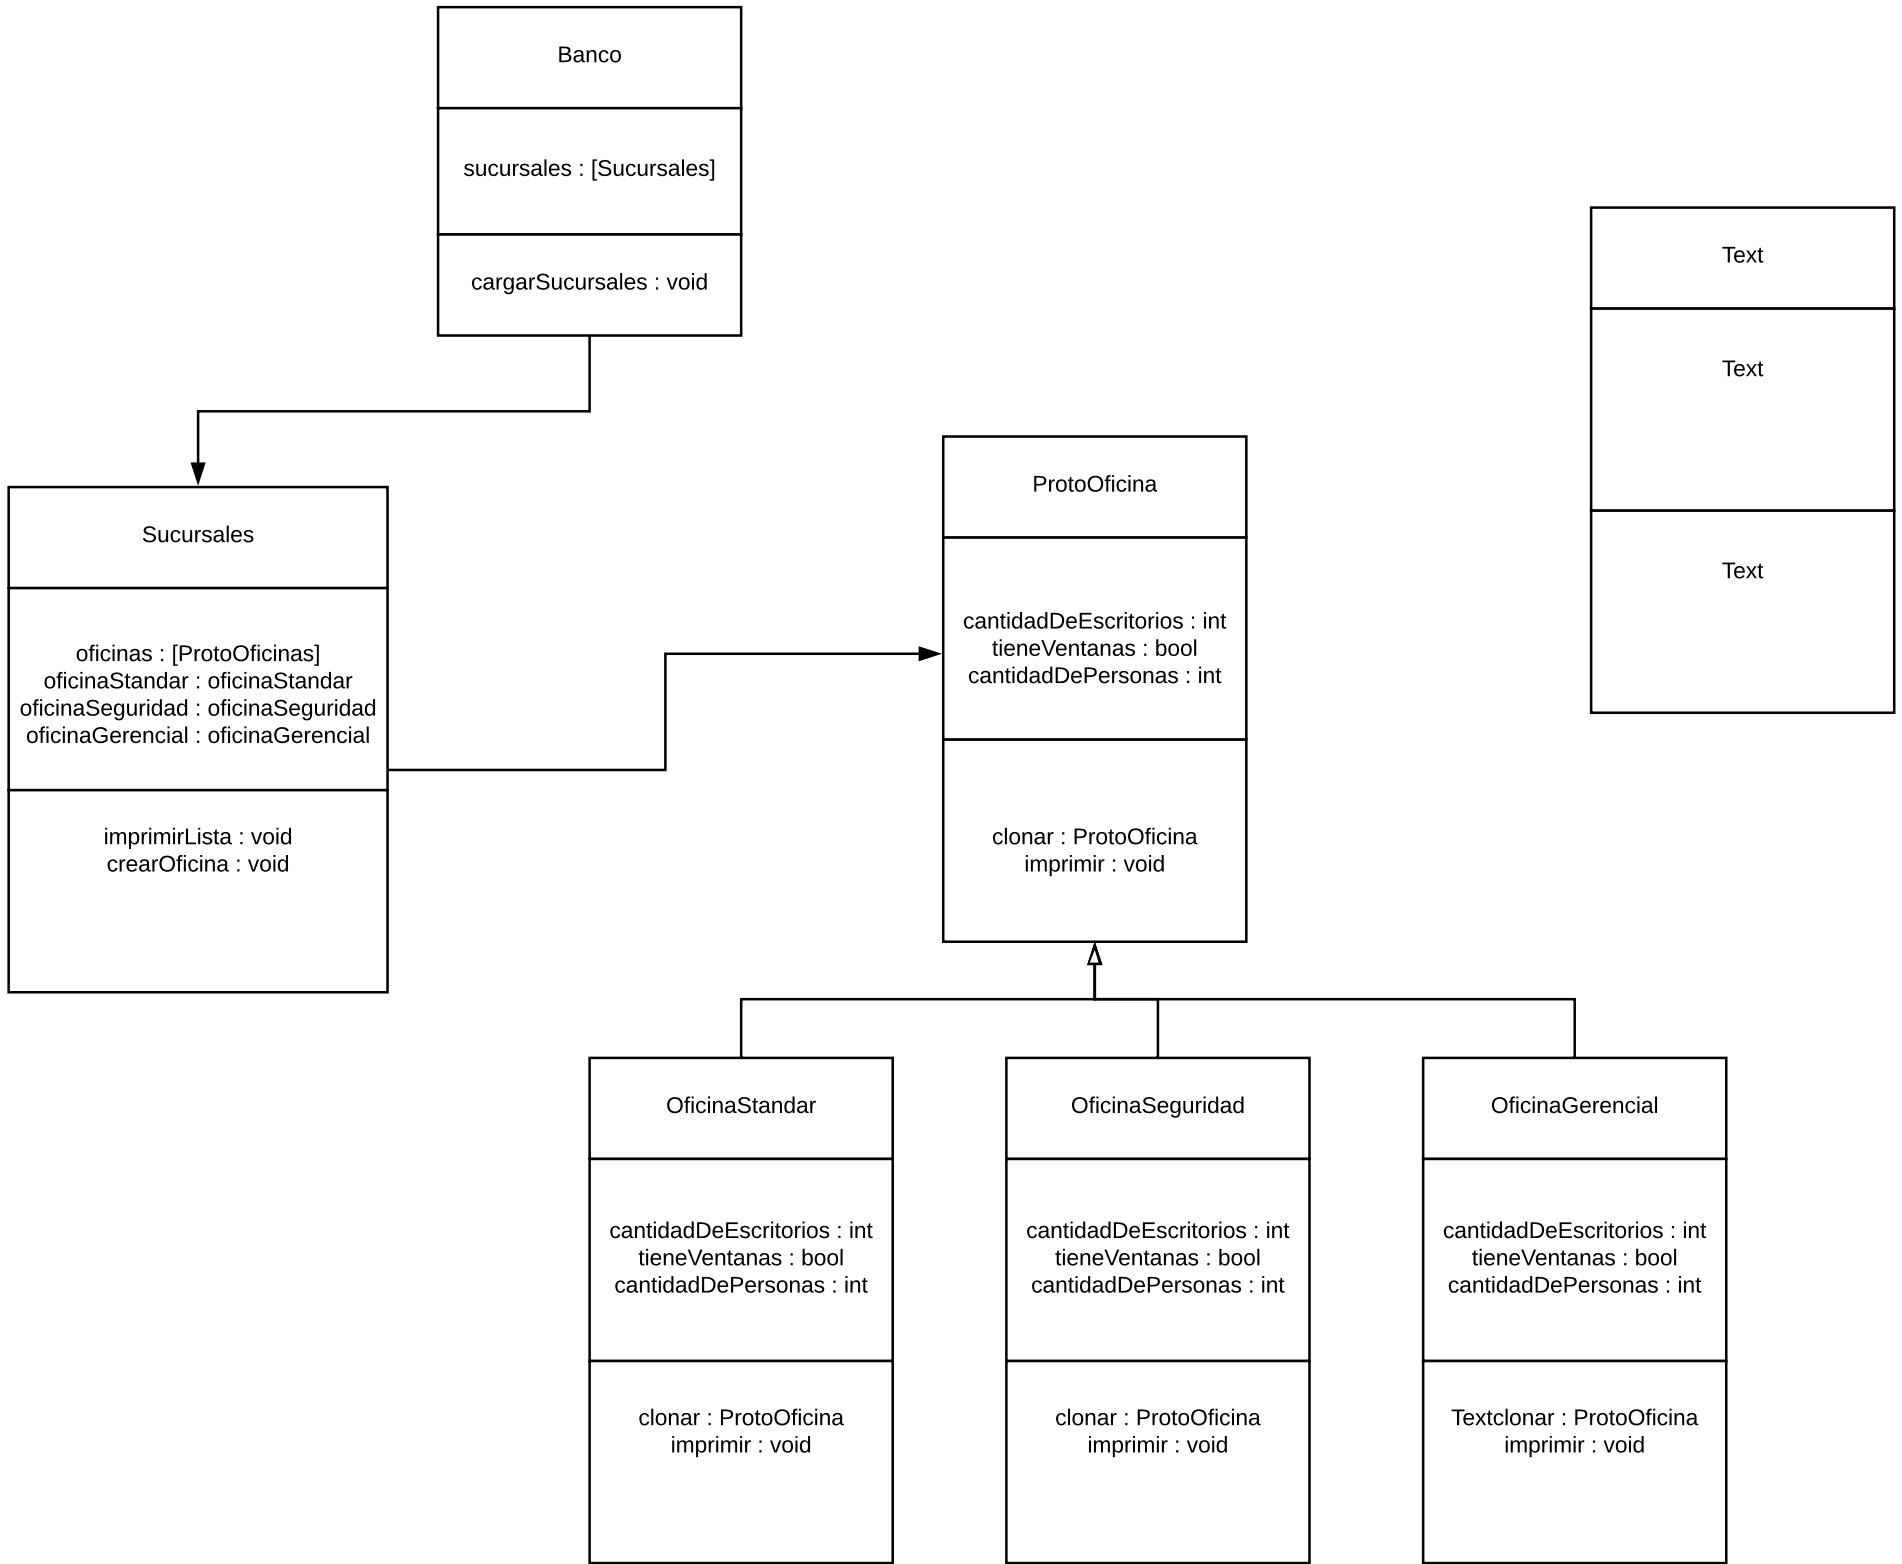 Banco
sucursales : [Sucursales]
cargarSucursales : void
Text
Text
Text
Sucursales
oficinas : [ProtoOficinas]
oficinaStandar : oficinaStandar
oficinaSeguridad : oficinaSeguridad
oficinaGerencial : oficinaGerencial
imprimirLista : void
crearOficina : void
ProtoOficina
cantidadDeEscritorios : int
tieneVentanas : bool
cantidadDePersonas : int
clonar : ProtoOficina
imprimir : void
OficinaStandar
cantidadDeEscritorios : int
tieneVentanas : bool
cantidadDePersonas : int
clonar : ProtoOficina
imprimir : void
OficinaSeguridad
cantidadDeEscritorios : int
tieneVentanas : bool
cantidadDePersonas : int
clonar : ProtoOficina
imprimir : void
OficinaGerencial
cantidadDeEscritorios : int
tieneVentanas : bool
cantidadDePersonas : int
Textclonar : ProtoOficina
imprimir : void